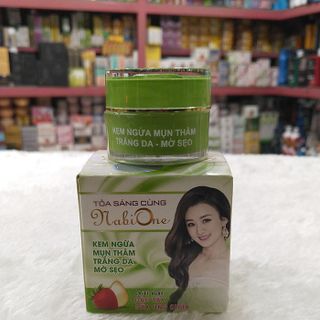 KEM NGỪA MỤN THÂM
TRẮNG DA - MỜ SẸO
TỎA SÁNG CÙNG
NabiOne
KEM NGỪA
MỤN THÂM
TRẮNG DA -
MỜ SẸO